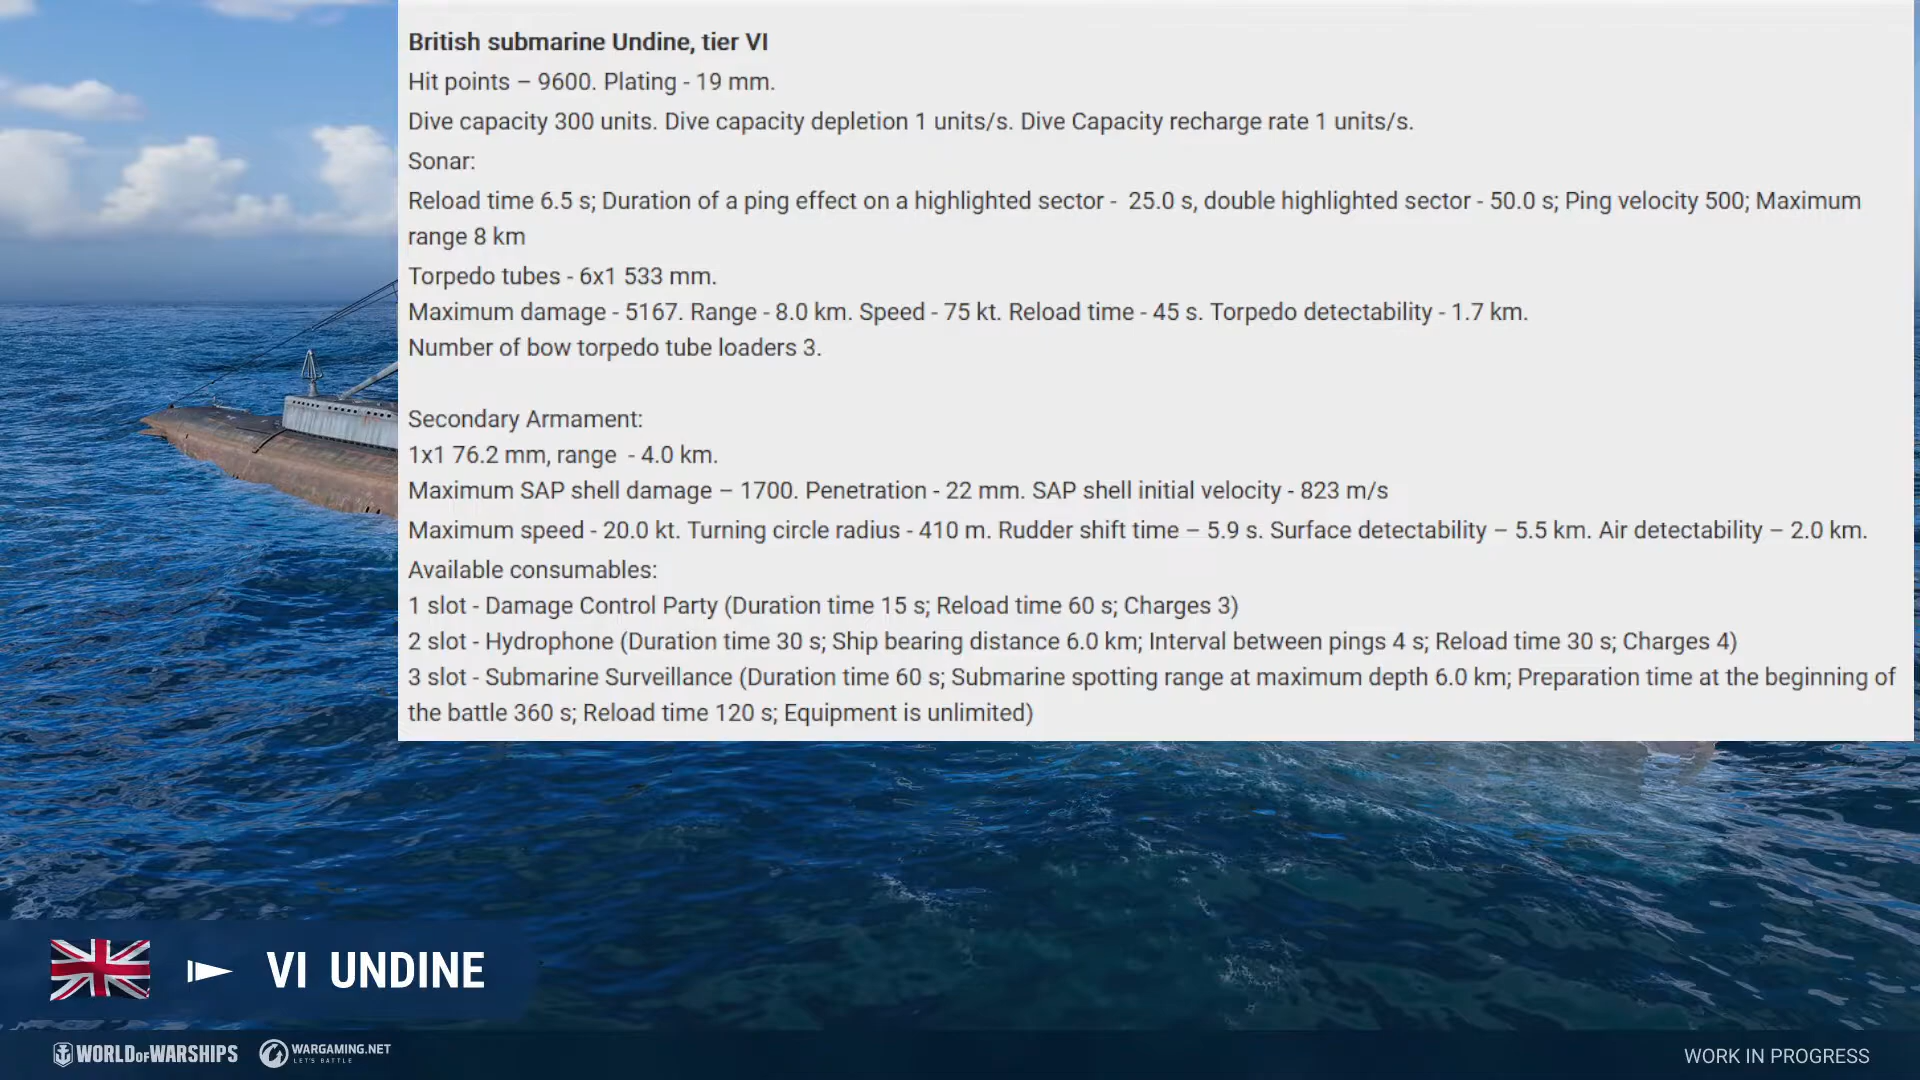 British submarine Undine, tier VI
Hit points – 9600. Plating - 19 mm.
Dive capacity 300 units. Dive capacity depletion 1 units/s. Dive Capacity recharge rate 1 units/s.
Sonar:
Reload time 6.5 s; Duration of a ping effect on a highlighted sector -  25.0 s, double highlighted sector - 50.0 s; Ping velocity 500; Maximum
range 8 km
Torpedo tubes - 6x1 533 mm.
Maximum damage - 5167. Range - 8.0 km. Speed - 75 kt. Reload time - 45 s. Torpedo detectability - 1.7 km.
Number of bow torpedo tube loaders 3.
Secondary Armament:
1x1 76.2 mm, range  - 4.0 km.
Maximum SAP shell damage – 1700. Penetration - 22 mm. SAP shell initial velocity - 823 m/s
Maximum speed - 20.0 kt. Turning circle radius - 410 m. Rudder shift time – 5.9 s. Surface detectability – 5.5 km. Air detectability – 2.0 km.
Available consumables:
1 slot - Damage Control Party (Duration time 15 s; Reload time 60 s; Charges 3)
2 slot - Hydrophone (Duration time 30 s; Ship bearing distance 6.0 km; Interval between pings 4 s; Reload time 30 s; Charges 4)
3 slot - Submarine Surveillance (Duration time 60 s; Submarine spotting range at maximum depth 6.0 km; Preparation time at the beginning of
the battle 360 s; Reload time 120 s; Equipment is unlimited)
VI UNDINE
WORLD OF WARSHIPS
WARGAMING.NET
LET'S BATTLE
WORK IN PROGRESS